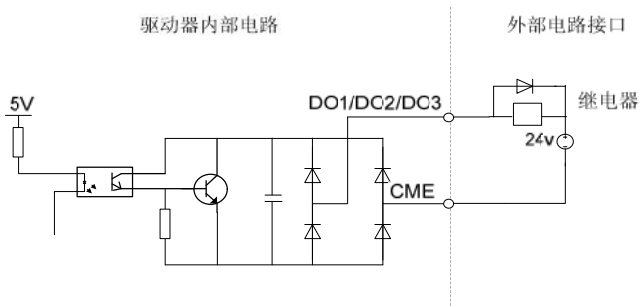 驱动器内部电路
外部电路接口
5V
DO1/DO2/DO3
继电器
24v
CME